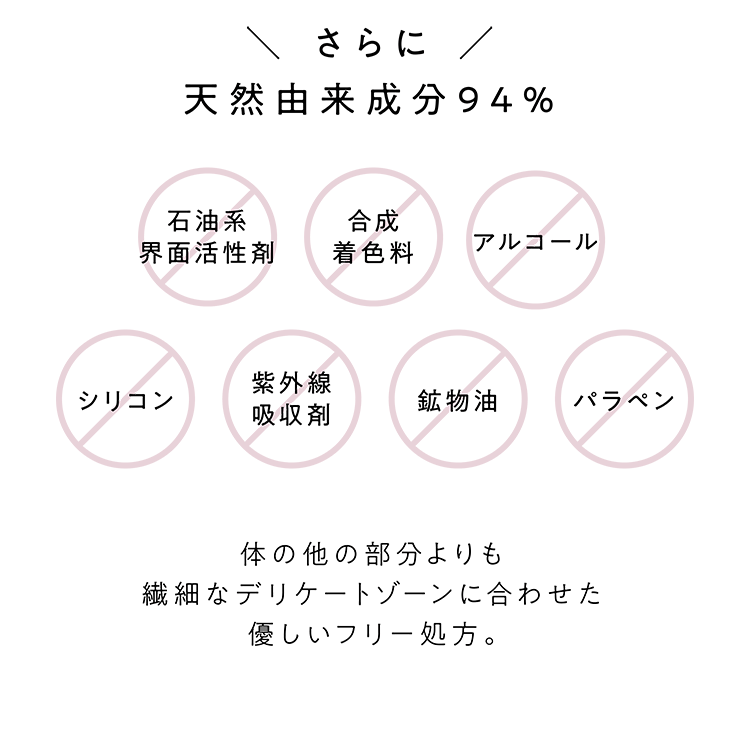 さらに
天然由来成分94%
石油系
界面活性剤
合成
着色料
アルコール
シリコン
紫外線
吸収剤
鉱物油
パラペン
体の他の部分よりも
繊細なデリケートゾーンに合わせた
優しいフリー処方。